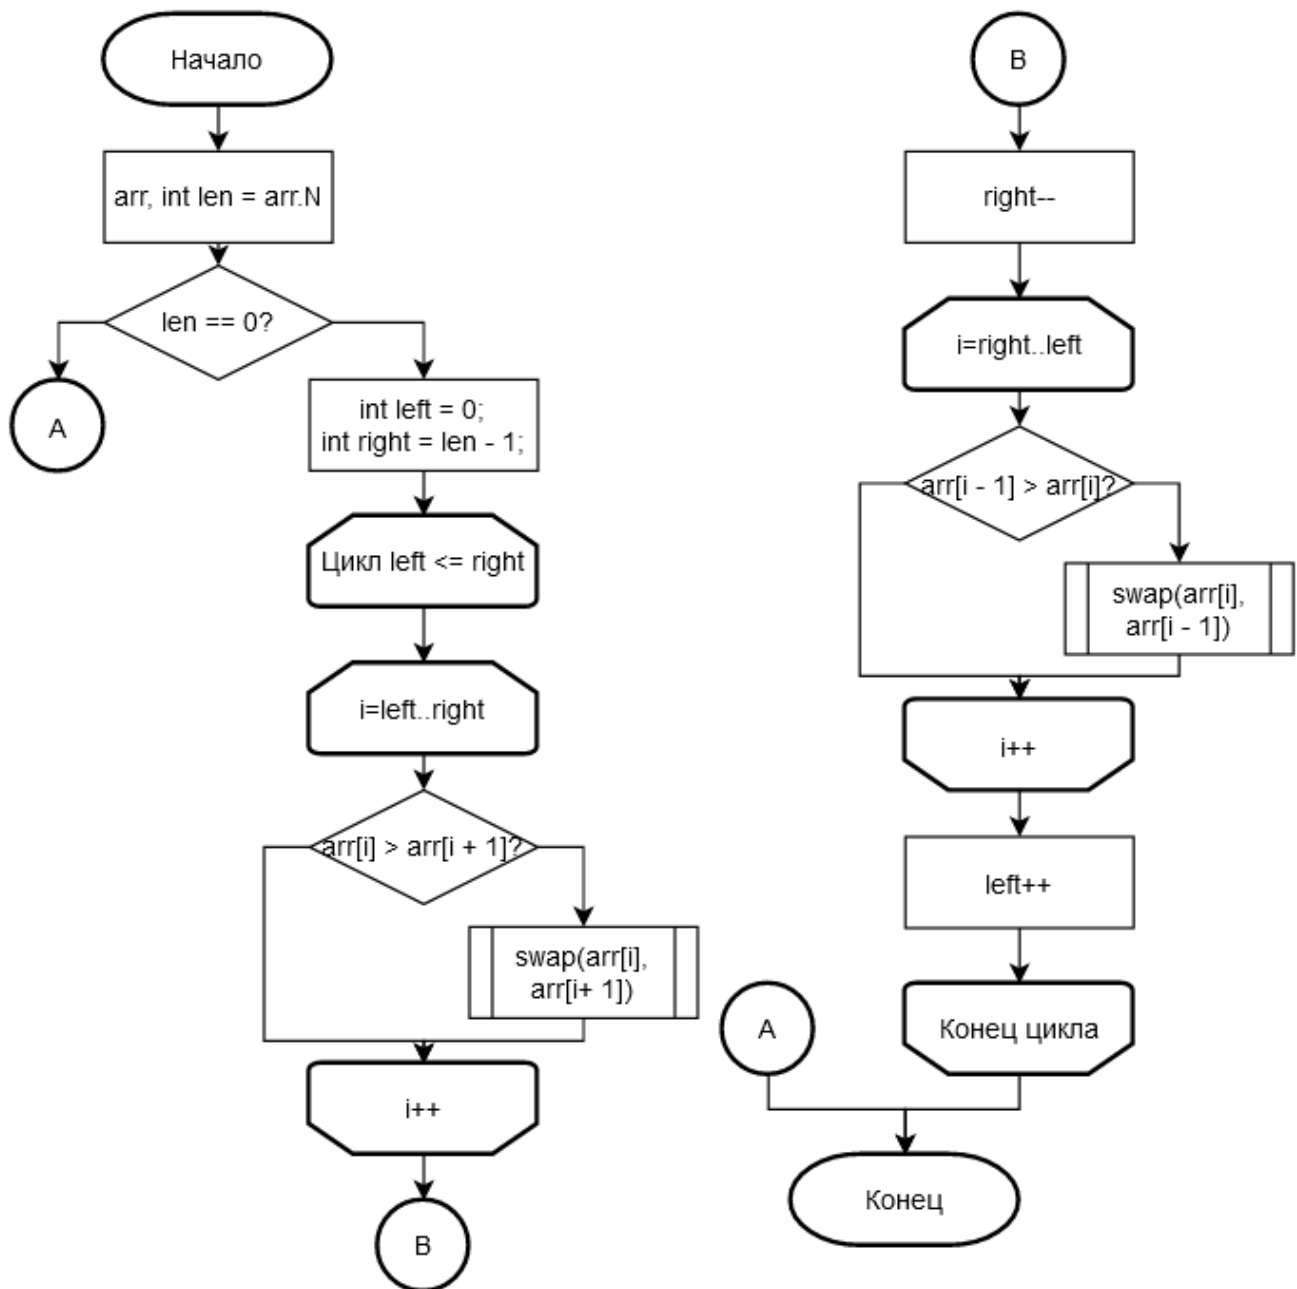 Начало
arr, int len = arr.N
len == 0?
A
int left = 0;
int right = len - 1;
Цикл left <= right
i=left..right
arr[i] > arr[i + 1]?
swap(arr[i],
arr[i+ 1])
i++
B
B
right--
i=right..left
arr[i - 1] > arr[i]?
swap(arr[i],
arr[i - 1])
i++
left++
Конец цикла
A
Конец